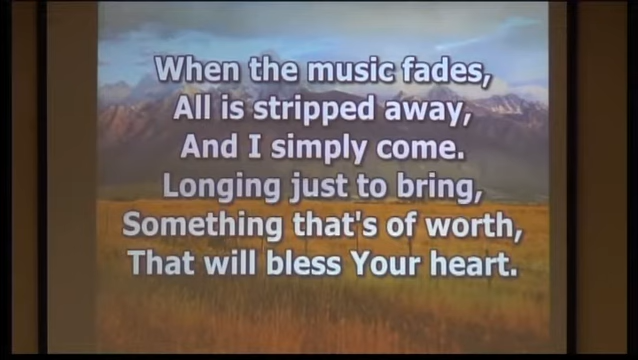 When the music fades,
All is stripped away,
And I simply come.
Longing just to bring,
Something that's of worth,
That will bless Your heart.